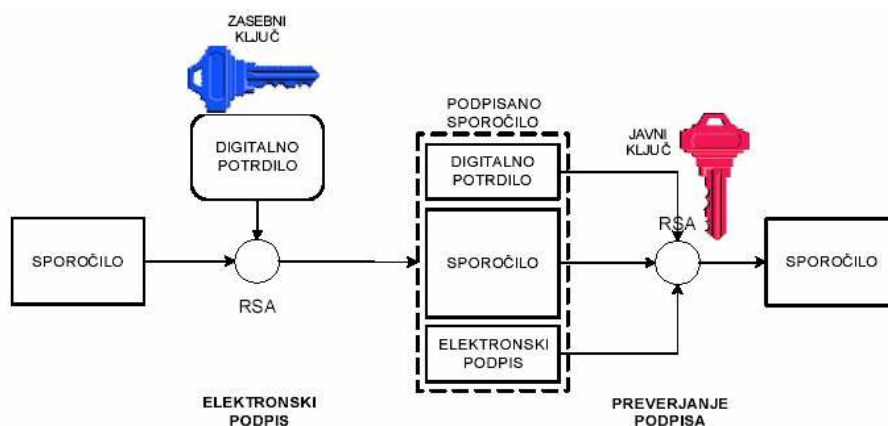 ZASEBNI
KLJUČ
DIGITALNO
POTRDILO
SPOROČILO
RSA
ELEKTRONSKI
PODPIS
PODPISANO
SPOROČILO
DIGITALNO
POTRDILO
SPOROČILO
ELEKTRONSKI
PODPIS
JAVNI
KLJUČ
RSA
SPOROČILO
PREVERJANJE
PODPISA